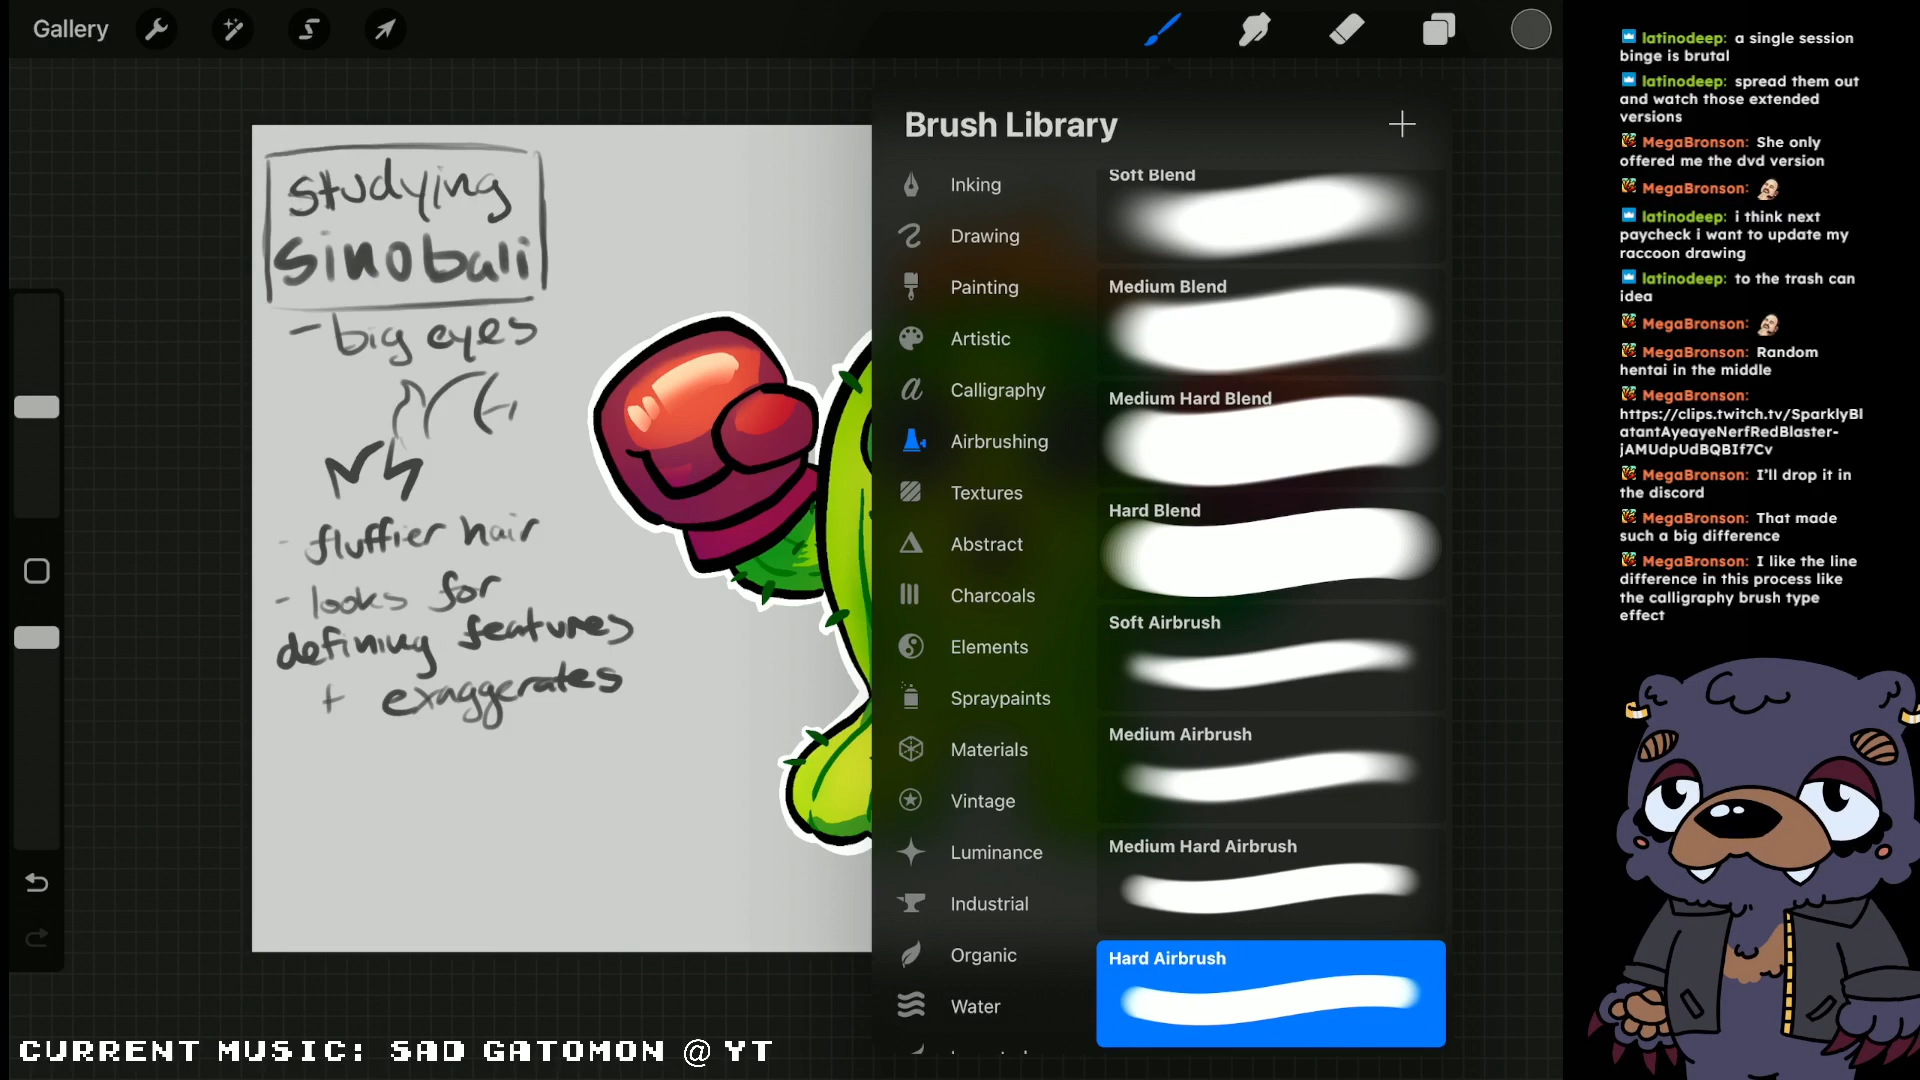 Gallery
studying
sinobali
- big eyes
- fluffier hair
- looks for
defining features
+ exaggerates
Brush Library
Inking
Drawing
Painting
Artistic
Calligraphy
Airbrushing
Textures
Abstract
Charcoals
Elements
Spraypaints
Materials
Vintage
Luminance
Industrial
Organic
Water
Soft Blend
Medium Blend
Medium Hard Blend
Hard Blend
Soft Airbrush
Medium Airbrush
Medium Hard Airbrush
Hard Airbrush
latinodeep: a single session
binge is brutal
latinodeep: spread them out
and watch those extended
versions
MegaBronson: She only
offered me the dvd version
MegaBronson:
latinodeep: i think next
paycheck i want to update my
raccoon drawing
latinodeep: to the trash can
idea
MegaBronson:
MegaBronson: Random
hentai in the middle
MegaBronson:
https://clips.twitch.tv/SparklyBl
atantAyeayeNerfRedBlaster-
jAMUdpUdBQBIf7Cv
MegaBronson: I'll drop it in
the discord
MegaBronson: That made
such a big difference
MegaBronson: I like the line
difference in this process like
the calligraphy brush type
effect
CURRENT MUSIC: SAD GATOMON @ YT